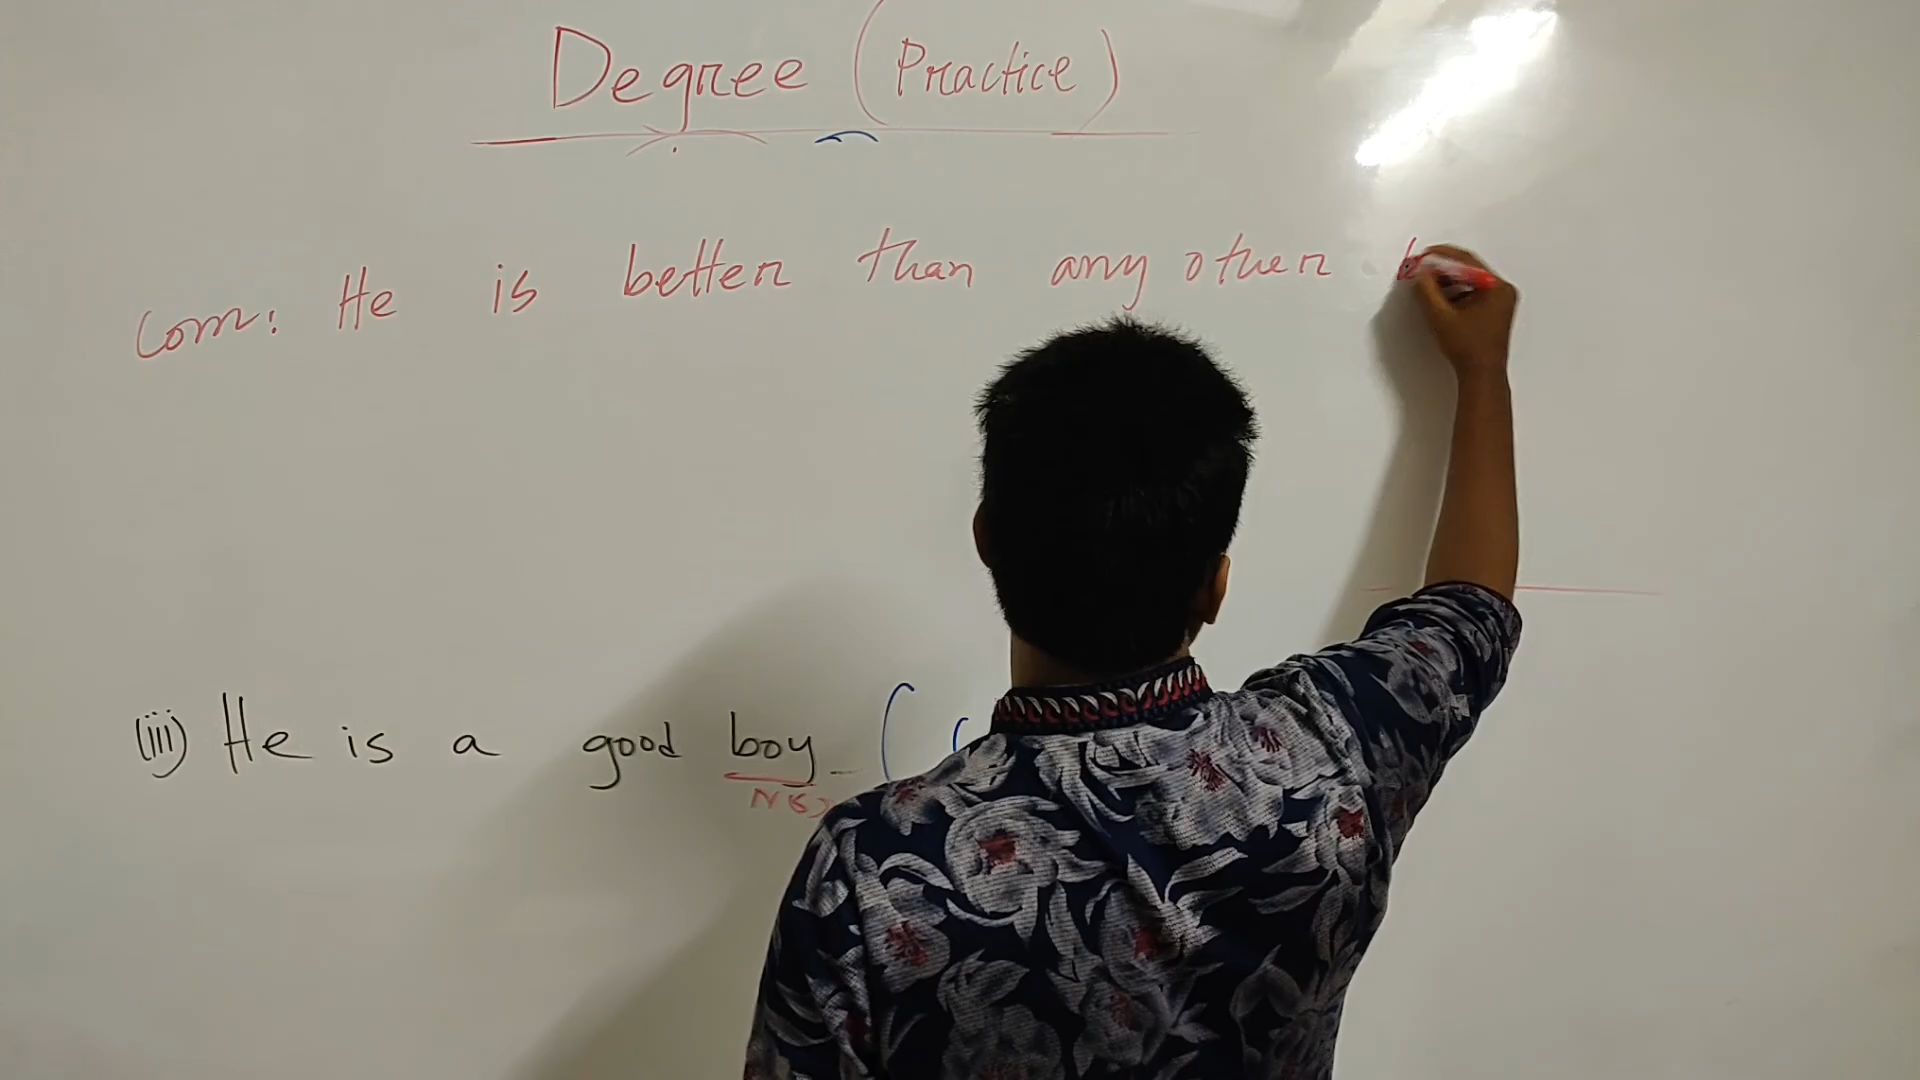 Degree (Practice)
Com: He is better than any other
(iii) He is a good boy